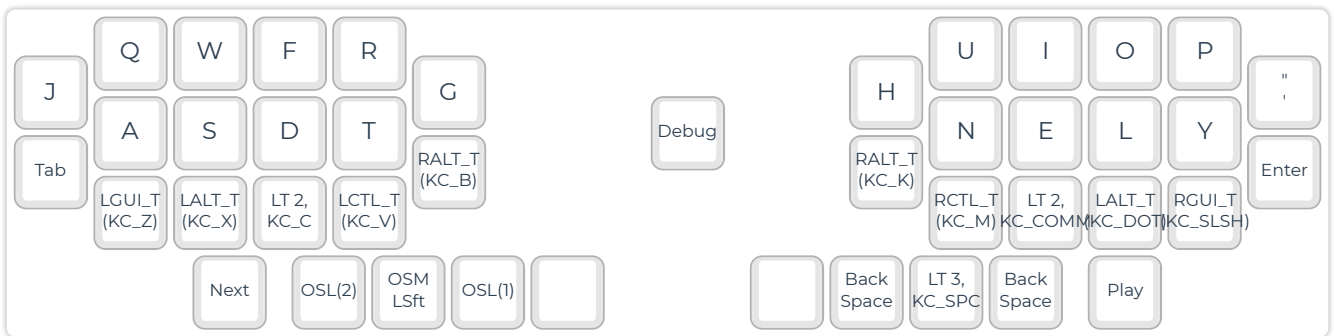 Q W F R U I O P
J G H "
'
A S D T Debug N E L Y
Tab RALT_T RALT_T Enter
(KC_B) (KC_K)
LGUI_T LALT_T LT 2, LCTL_T RCTL_T LT 2, LALT_T RGUI_T
(KC_Z) (KC_X) KC_C (KC_V) (KC_M) KC_COMM (KC_DOT) (KC_SLSH)
Next OSL(2) OSM OSL(1) Back LT 3, Back Play
LSft Space KC_SPC Space